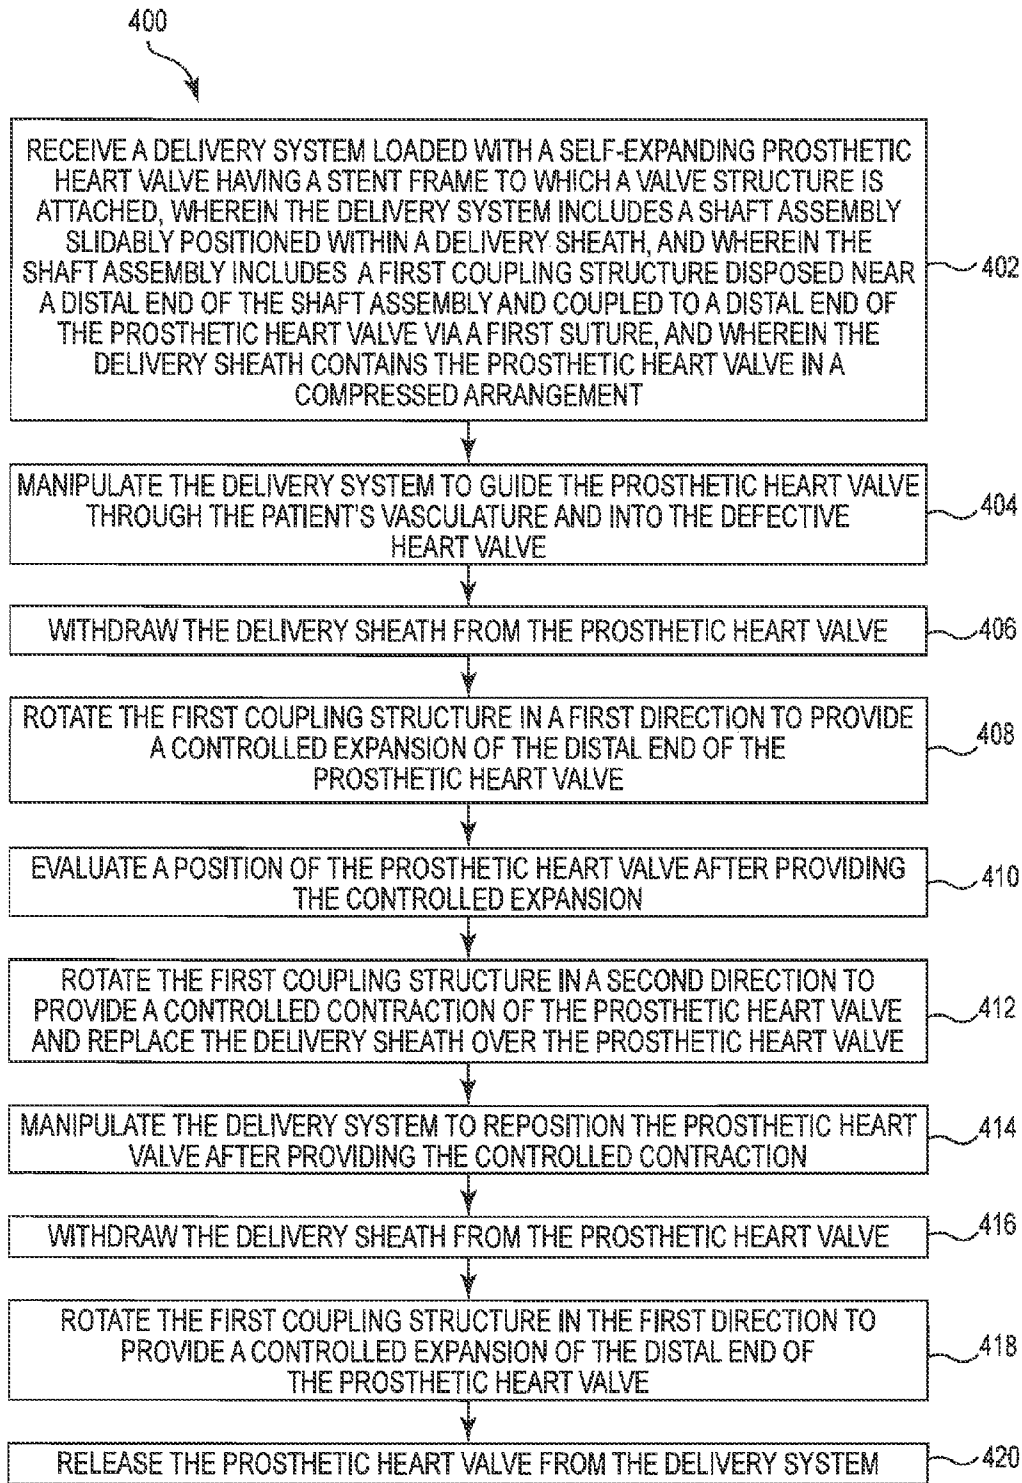 400
RECEIVE A DELIVERY SYSTEM LOADED WITH A SELF-EXPANDING PROSTHETIC
HEART VALVE HAVING A STENT FRAME TO WHICH A VALVE STRUCTURE IS
ATTACHED, WHEREIN THE DELIVERY SYSTEM INCLUDES A SHAFT ASSEMBLY
SLIDABLY POSITIONED WITHIN A DELIVERY SHEATH, AND WHEREIN THE
SHAFT ASSEMBLY INCLUDES A FIRST COUPLING STRUCTURE DISPOSED NEAR
A DISTAL END OF THE SHAFT ASSEMBLY AND COUPLED TO A DISTAL END OF
THE PROSTHETIC HEART VALVE VIA A FIRST SUTURE, AND WHEREIN THE
DELIVERY SHEATH CONTAINS THE PROSTHETIC HEART VALVE IN A
COMPRESSED ARRANGEMENT
402
MANIPULATE THE DELIVERY SYSTEM TO GUIDE THE PROSTHETIC HEART VALVE
THROUGH THE PATIENT'S VASCULATURE AND INTO THE DEFECTIVE
HEART VALVE
404
WITHDRAW THE DELIVERY SHEATH FROM THE PROSTHETIC HEART VALVE
406
ROTATE THE FIRST COUPLING STRUCTURE IN A FIRST DIRECTION TO PROVIDE
A CONTROLLED EXPANSION OF THE DISTAL END OF THE
PROSTHETIC HEART VALVE
408
EVALUATE A POSITION OF THE PROSTHETIC HEART VALVE AFTER PROVIDING
THE CONTROLLED EXPANSION
410
ROTATE THE FIRST COUPLING STRUCTURE IN A SECOND DIRECTION TO
PROVIDE A CONTROLLED CONTRACTION OF THE PROSTHETIC HEART VALVE
AND REPLACE THE DELIVERY SHEATH OVER THE PROSTHETIC HEART VALVE
412
MANIPULATE THE DELIVERY SYSTEM TO REPOSITION THE PROSTHETIC HEART
VALVE AFTER PROVIDING THE CONTROLLED CONTRACTION
414
WITHDRAW THE DELIVERY SHEATH FROM THE PROSTHETIC HEART VALVE
416
ROTATE THE FIRST COUPLING STRUCTURE IN THE FIRST DIRECTION TO
PROVIDE A CONTROLLED EXPANSION OF THE DISTAL END OF
THE PROSTHETIC HEART VALVE
418
RELEASE THE PROSTHETIC HEART VALVE FROM THE DELIVERY SYSTEM
420